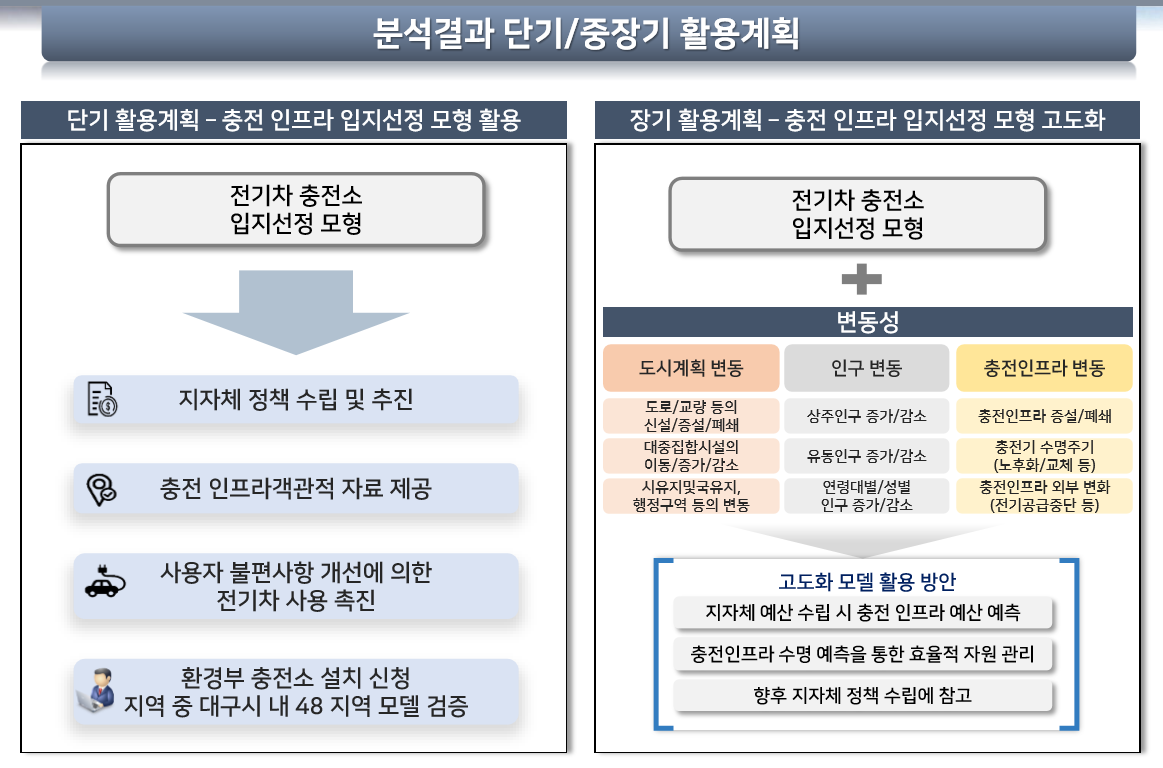 분석결과 단기/중장기 활용계획
단기 활용계획 – 충전 인프라 입지선정 모형 활용
전기차 충전소
입지선정 모형
지자체 정책 수립 및 추진
충전 인프라객관적 자료 제공
사용자 불편사항 개선에 의한
전기차 사용 촉진
환경부 충전소 설치 신청
지역 중 대구시 내 48 지역 모델 검증
장기 활용계획 – 충전 인프라 입지선정 모형 고도화
전기차 충전소
입지선정 모형
변동성
도시계획 변동
인구 변동
충전인프라 변동
도로/교량 등의
신설/증설/폐쇄
상주인구 증가/감소
충전인프라 증설/폐쇄
대중집합시설의
이동/증가/감소
유동인구 증가/감소
충전기 수명주기
(노후화/교체 등)
시유지및국유지,
행정구역 등의 변동
연령대별/성별
인구 증가/감소
충전인프라 외부 변화
(전기공급중단 등)
고도화 모델 활용 방안
지자체 예산 수립 시 충전 인프라 예산 예측
충전인프라 수명 예측을 통한 효율적 자원 관리
향후 지자체 정책 수립에 참고